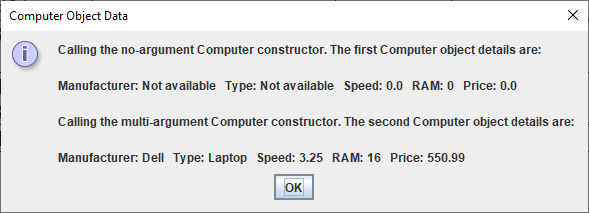 Computer Object Data
Calling the no-argument Computer constructor. The first Computer object details are:
Manufacturer: Not available Type: Not available Speed: 0.0 RAM: 0 Price: 0.0
Calling the multi-argument Computer constructor. The second Computer object details are:
Manufacturer: Dell Type: Laptop Speed: 3.25 RAM: 16 Price: 550.99
OK